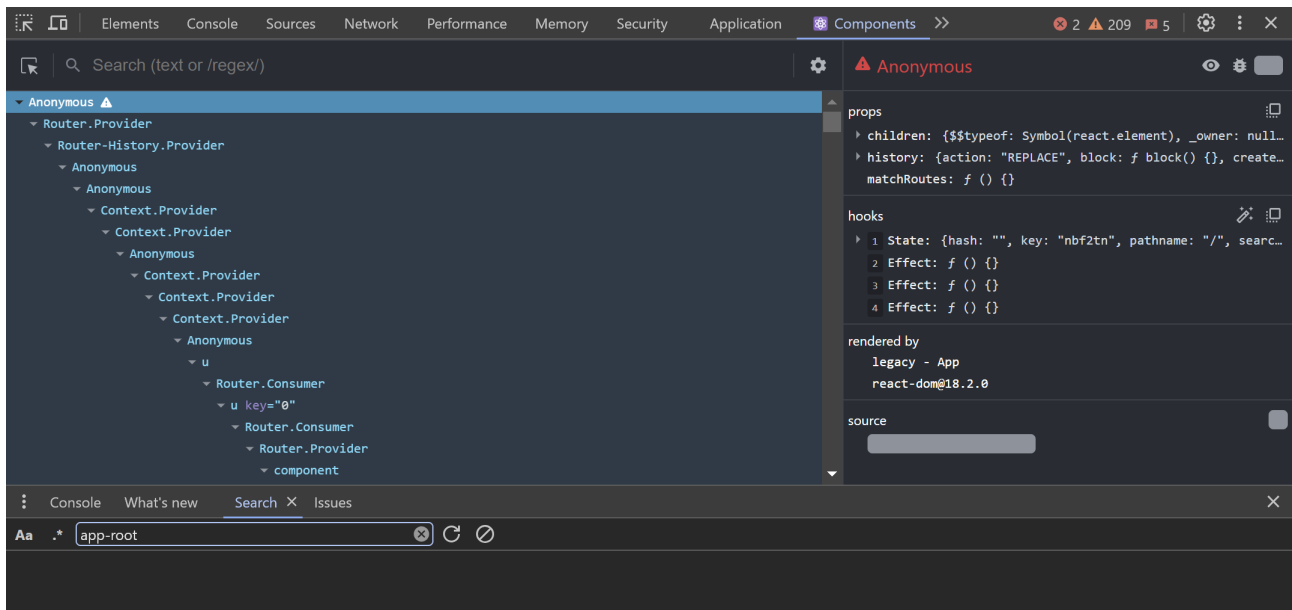 Elements Console Sources Network Performance Memory Security Application Components 2 209 5
Search (text or /regex/)
Anonymous
Router.Provider
Router-History.Provider
Anonymous
Anonymous
Context.Provider
Context.Provider
Anonymous
Context.Provider
Context.Provider
Context.Provider
Anonymous
u
Router.Consumer
u key="0"
Router.Consumer
Router.Provider
component
Anonymous
props
children: {$$typeof: Symbol(react.element), _owner: null…
history: {action: "REPLACE", block: ƒ block() {}, create…
matchRoutes: ƒ () {}
hooks
1 State: {hash: "", key: "nbf2tn", pathname: "/", searc…
2 Effect: ƒ () {}
3 Effect: ƒ () {}
4 Effect: ƒ () {}
rendered by
legacy - App
react-dom@18.2.0
source
Console What's new Search Issues
Aa .* app-root